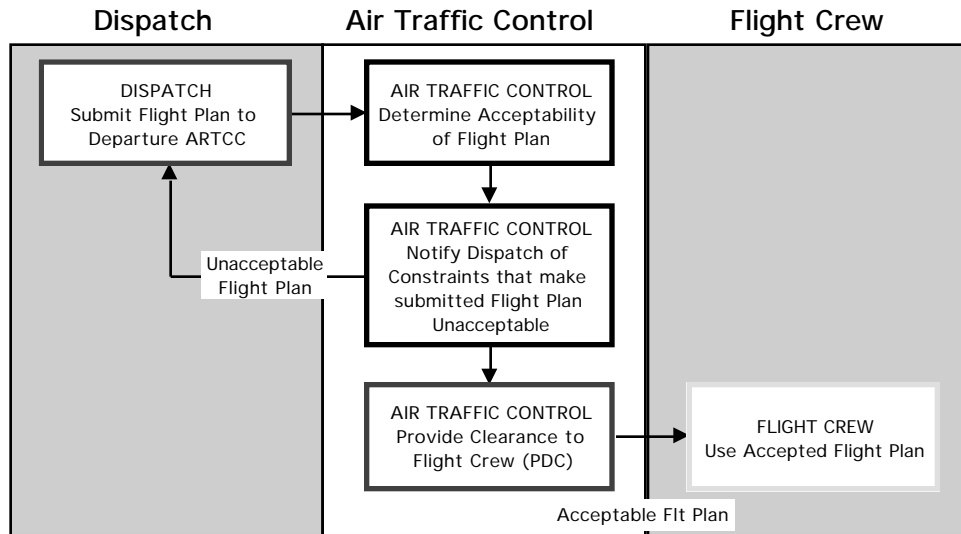 Dispatch
Air Traffic Control
Flight Crew
DISPATCH
Submit Flight Plan to
Departure ARTCC
AIR TRAFFIC CONTROL
Determine Acceptability
of Flight Plan
AIR TRAFFIC CONTROL
Notify Dispatch of
Constraints that make
submitted Flight Plan
Unacceptable
Unacceptable
Flight Plan
AIR TRAFFIC CONTROL
Provide Clearance to
Flight Crew (PDC)
FLIGHT CREW
Use Accepted Flight Plan
Acceptable Flt Plan